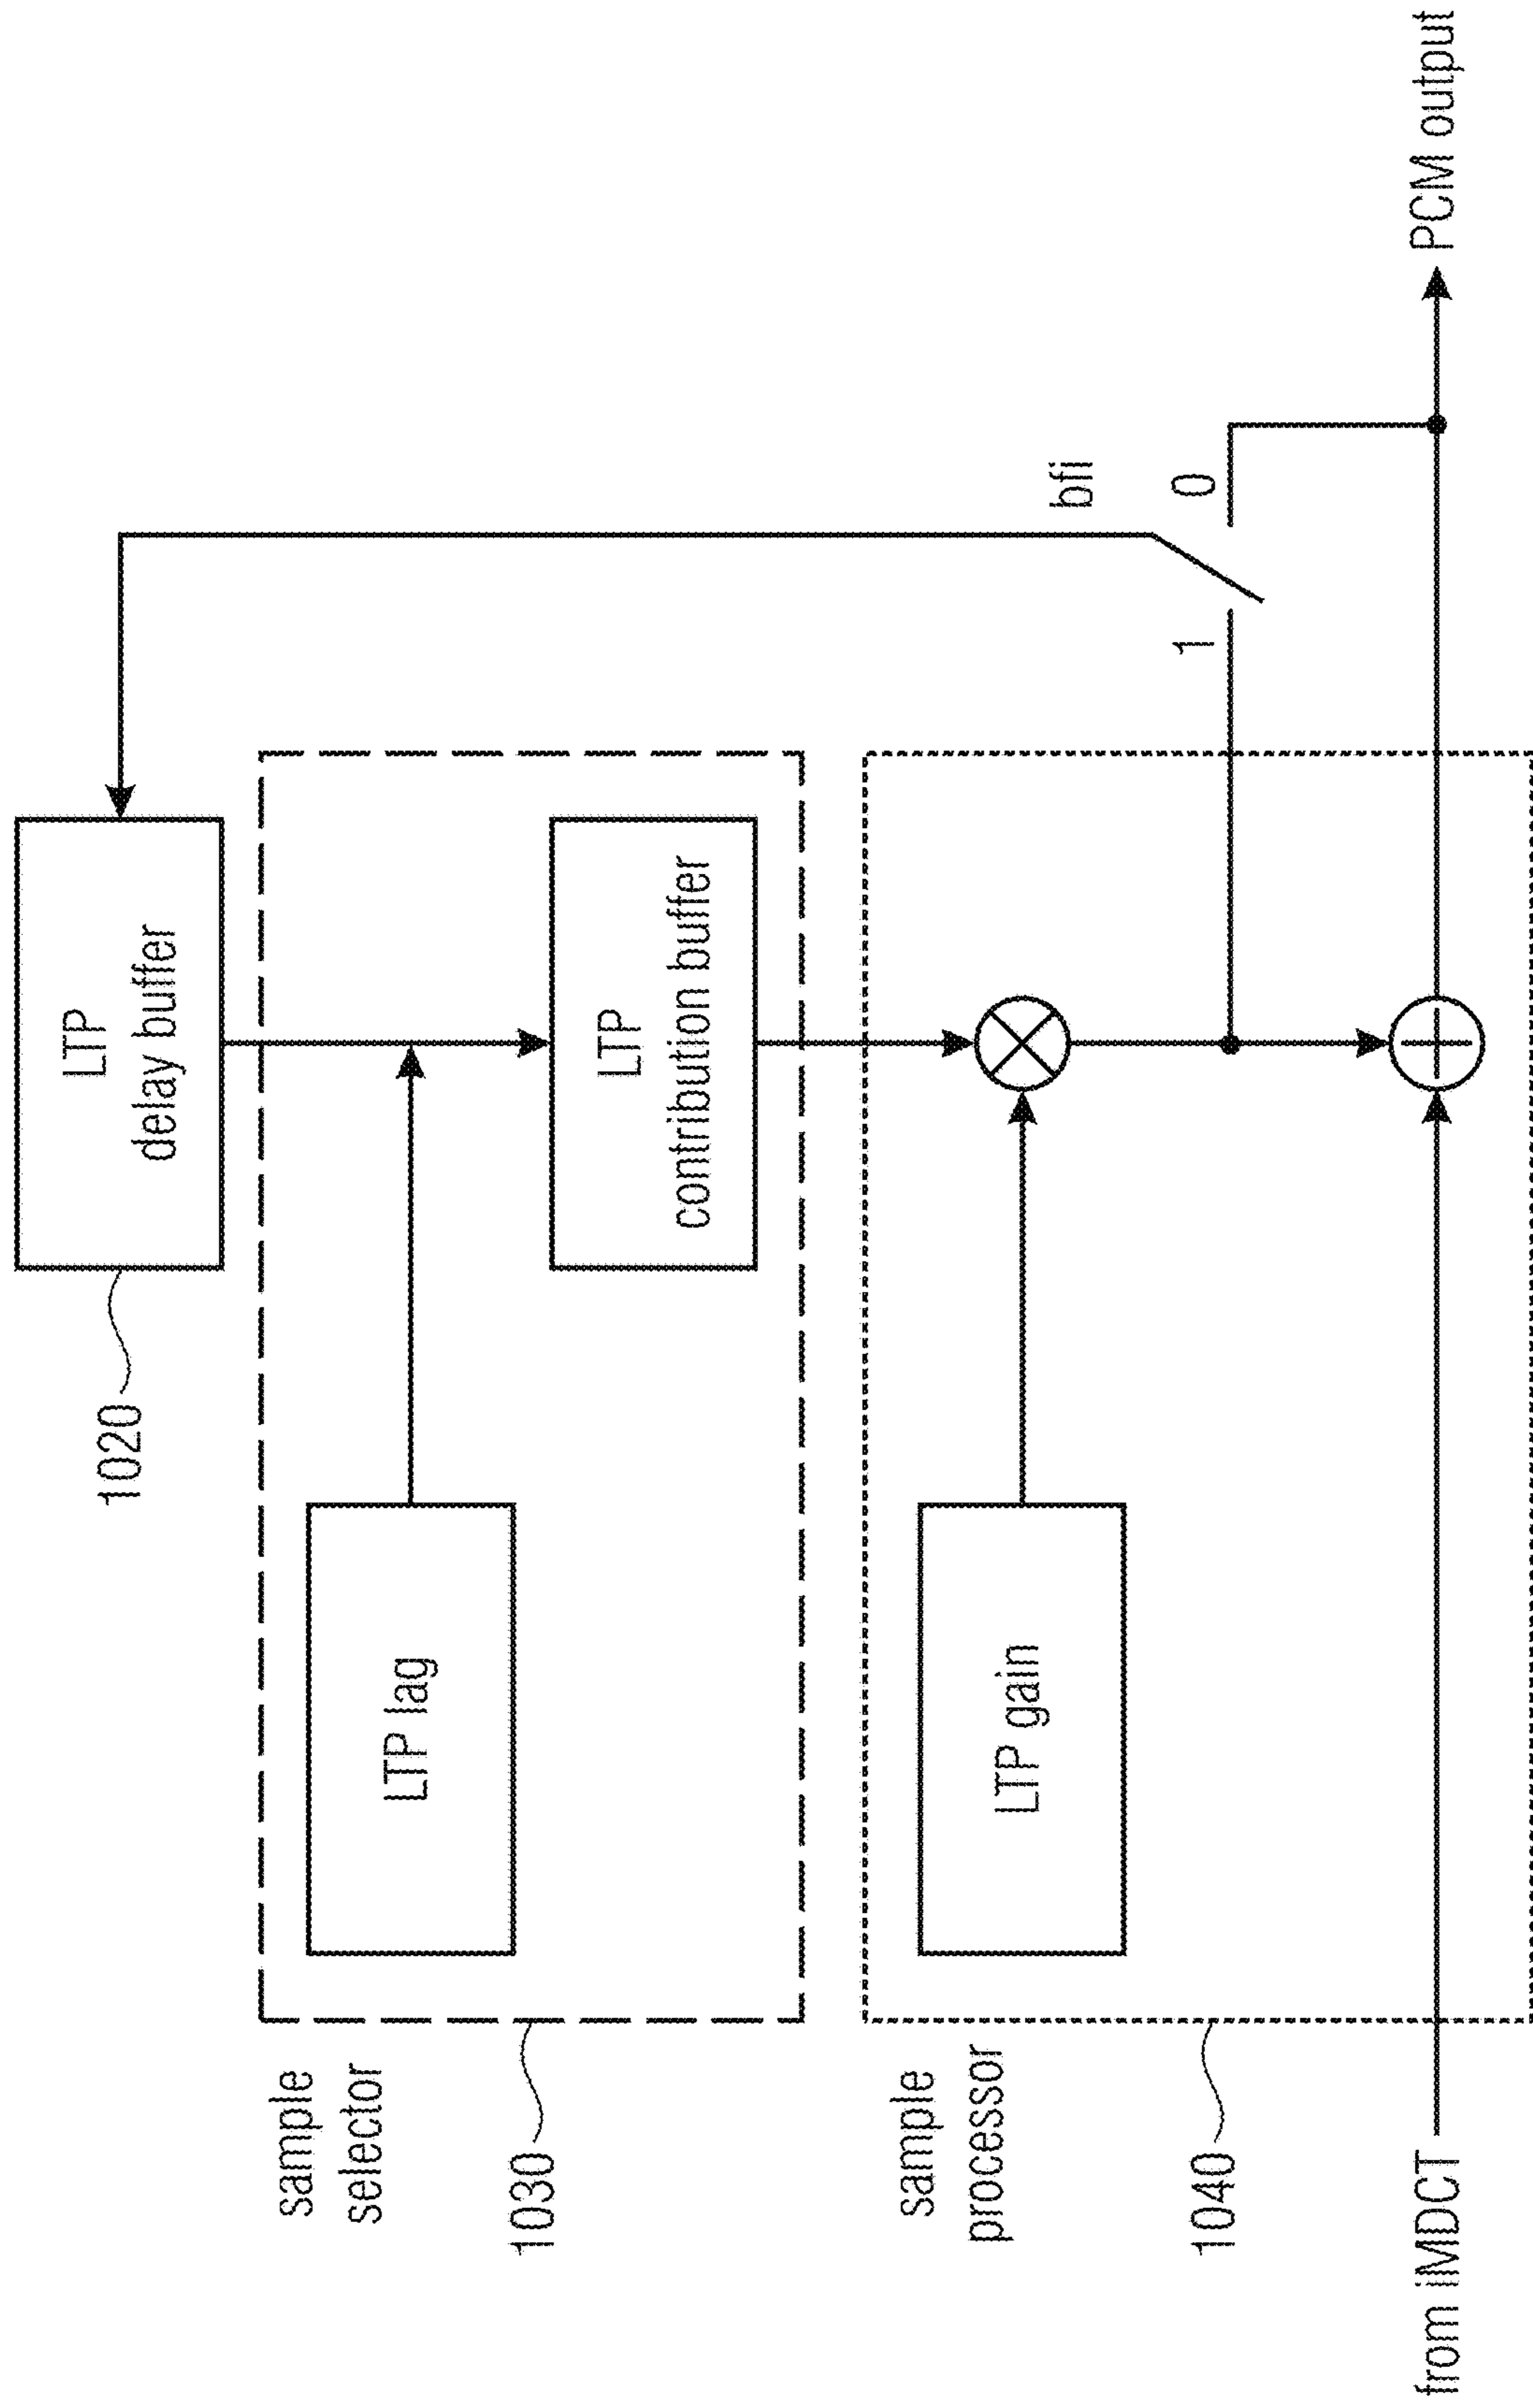 1020
LTP
delay buffer
sample
selector
1030
LTP lag
LTP
contribution buffer
bfi
1
0
sample
processor
1040
LTP gain
from iMDCT
PCM output